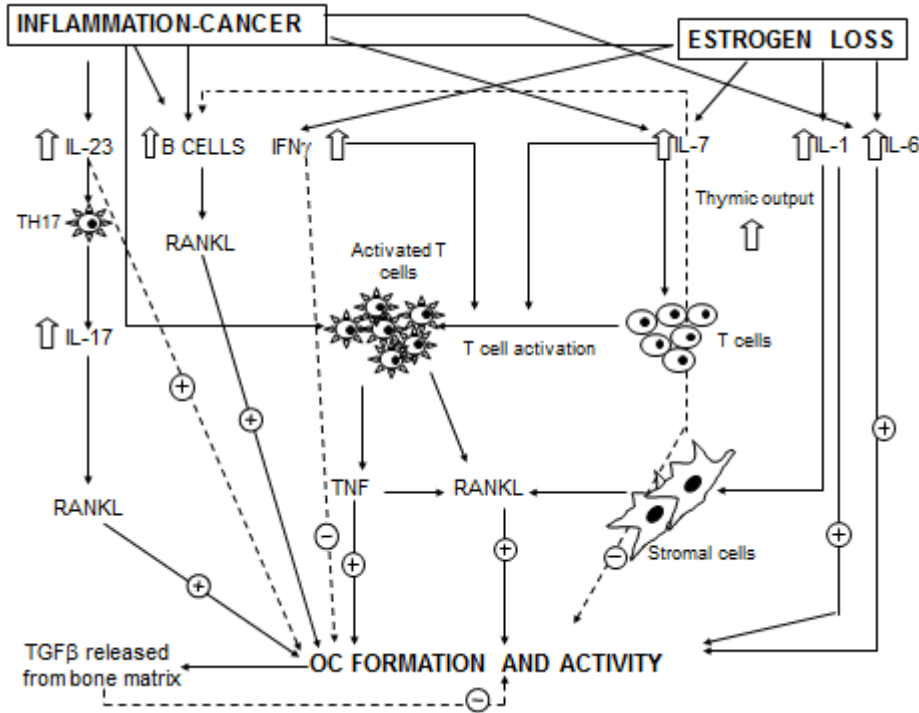 INFLAMMATION-CANCER
ESTROGEN LOSS
IL-23
B CELLS
IFNγ
IL-7
IL-1
IL-6
Thymic output
TH17
RANKL
Activated T
cells
IL-17
T cell activation
T cells
+
+
+
RANKL
TNF
RANKL
Stromal cells
-
+
+
-
+
+
TGFβ released
from bone matrix
OC FORMATION AND ACTIVITY
-